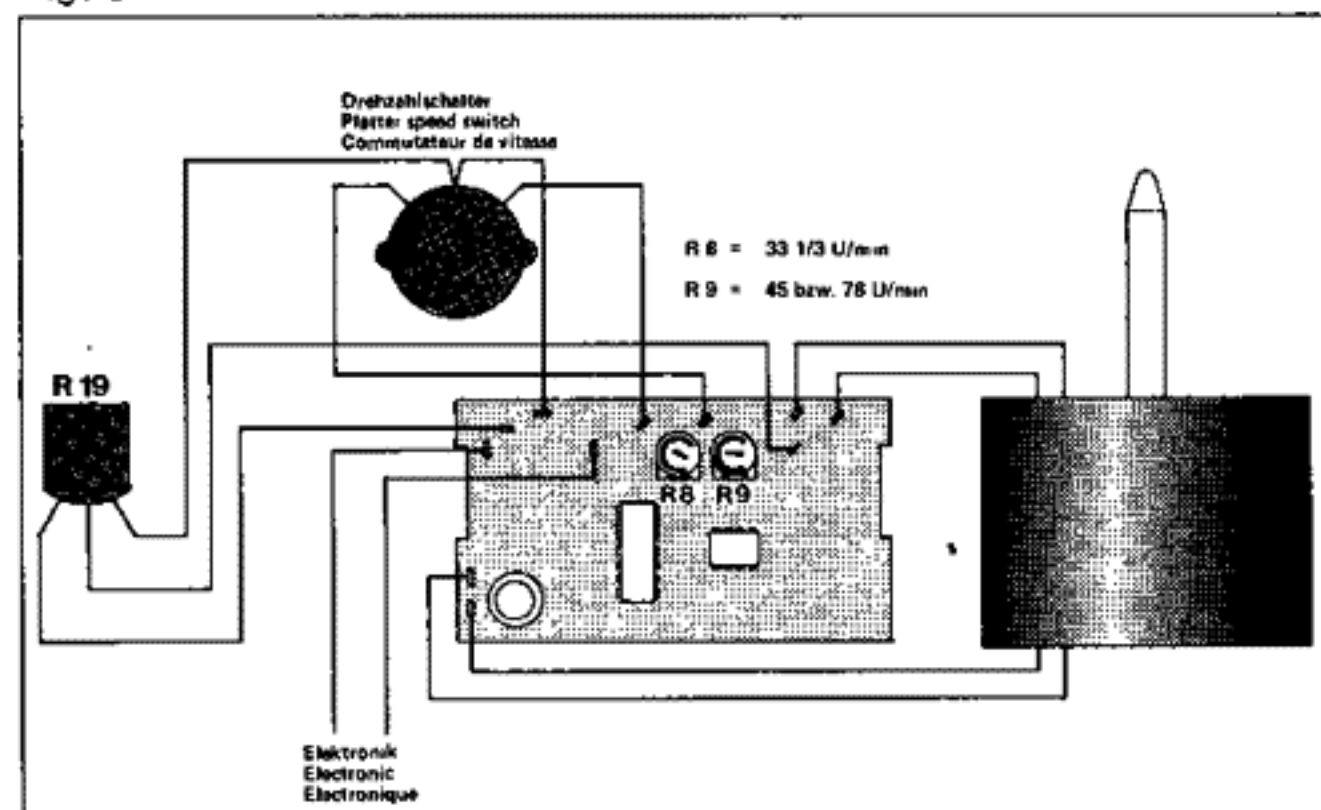 Drehzahlschalter
Platter speed switch
Commutateur de vitesse
R 8 = 33 1/3 U/min
R 9 = 45 bzw. 78 U/min
R 19
R8 R9
Elektronik
Electronic
Electronique